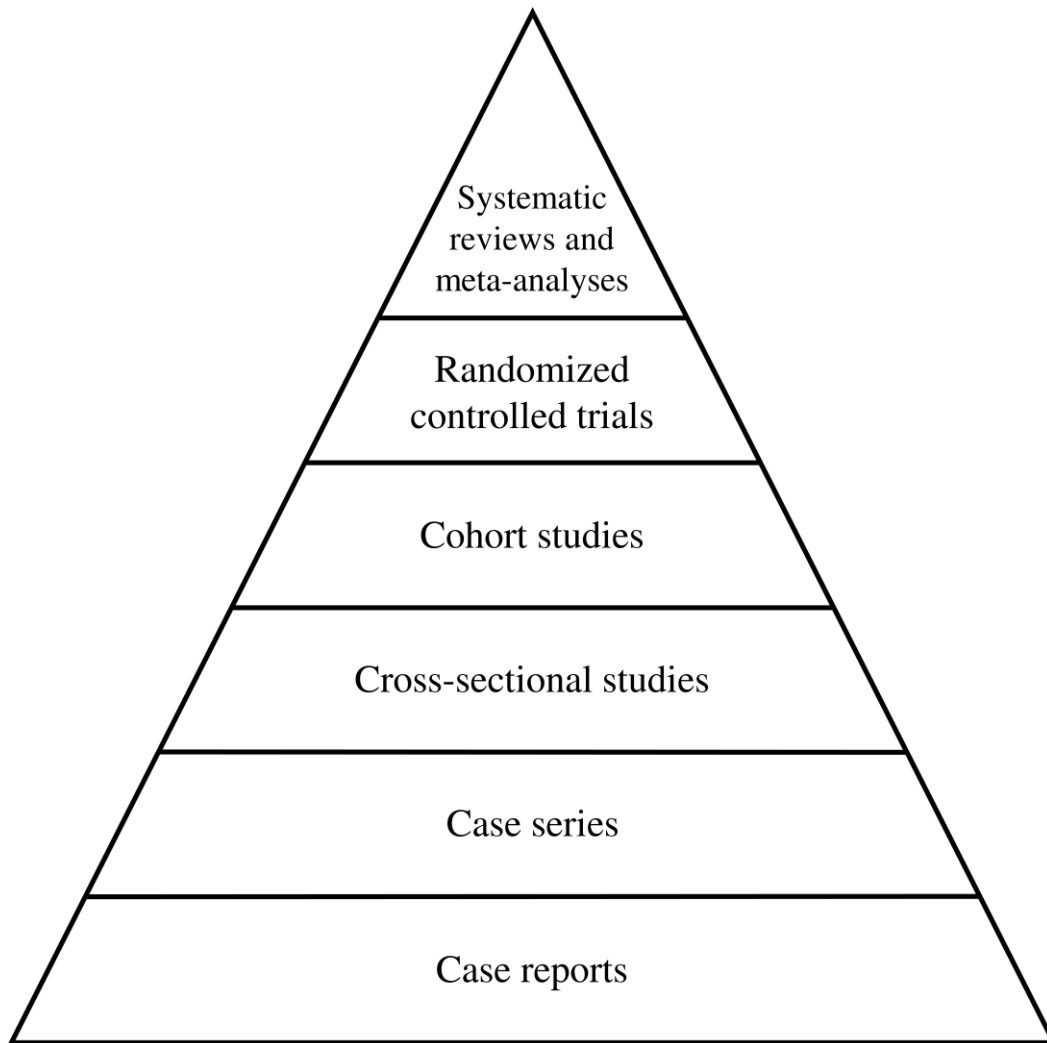 Systematic
reviews and
meta-analyses
Randomized
controlled trials
Cohort studies
Cross-sectional studies
Case series
Case reports